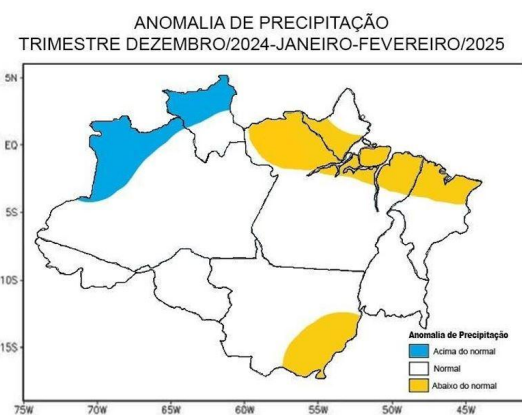 ANOMALIA DE PRECIPITAÇÃO
TRIMESTRE DEZEMBRO/2024-JANEIRO-FEVEREIRO/2025
5N
EQ
5S
10S
15S
Anomalia de Precipitação
Acima do normal
Normal
Abaixo do normal
75W 70W 65W 60W 55W 50W 45W